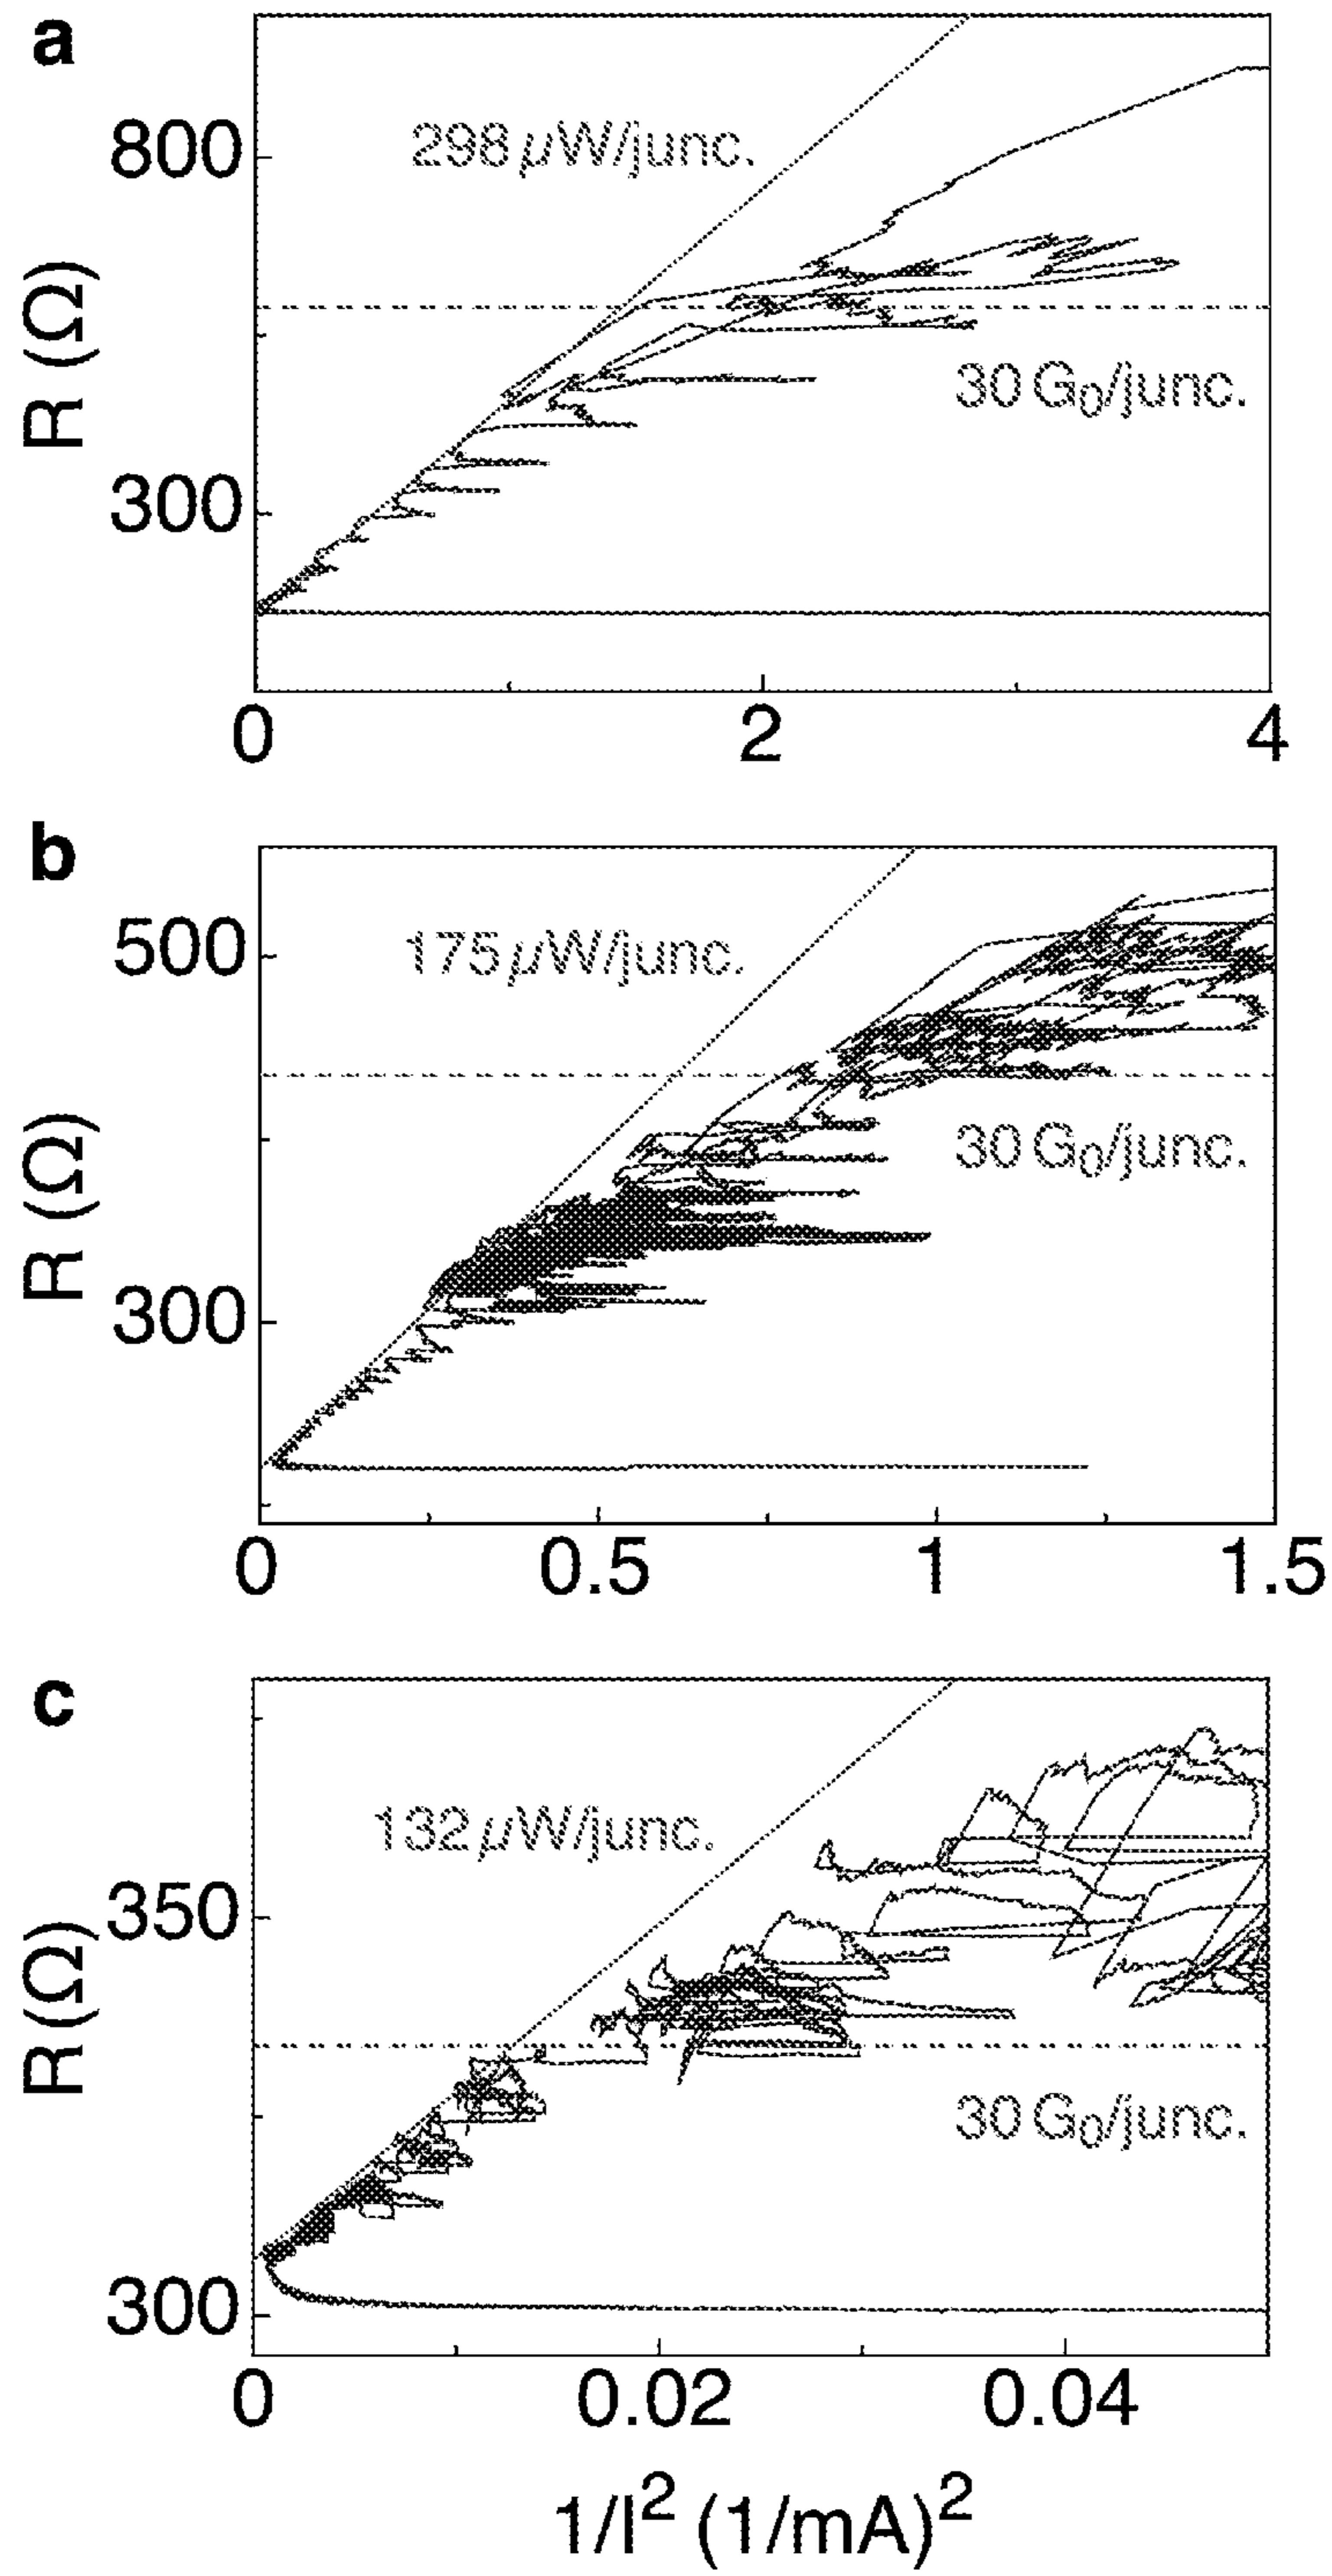 a
800
298 μW/junc.
R (Ω)
30 G₀/junc.
300
0 2 4
b
500
175 μW/junc.
R (Ω)
30 G₀/junc.
300
0 0.5 1 1.5
c
132 μW/junc.
350
R (Ω)
30 G₀/junc.
300
0 0.02 0.04
1/I² (1/mA)²